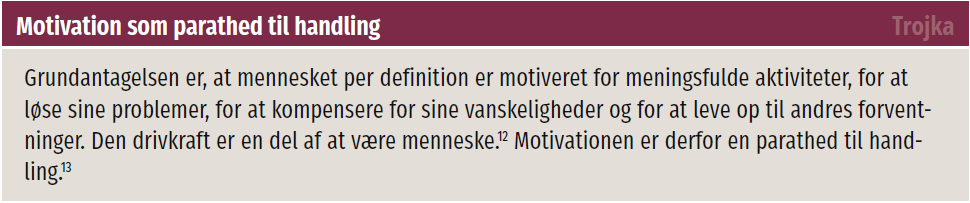 Motivation som parathed til handling Trojka
Grundantagelsen er, at mennesket per definition er motiveret for meningsfulde aktiviteter, for at
løse sine problemer, for at kompensere for sine vanskeligheder og for at leve op til andres forvent-
ninger. Den drivkraft er en del af at være menneske.¹² Motivationen er derfor en parathed til hand-
ling.¹³